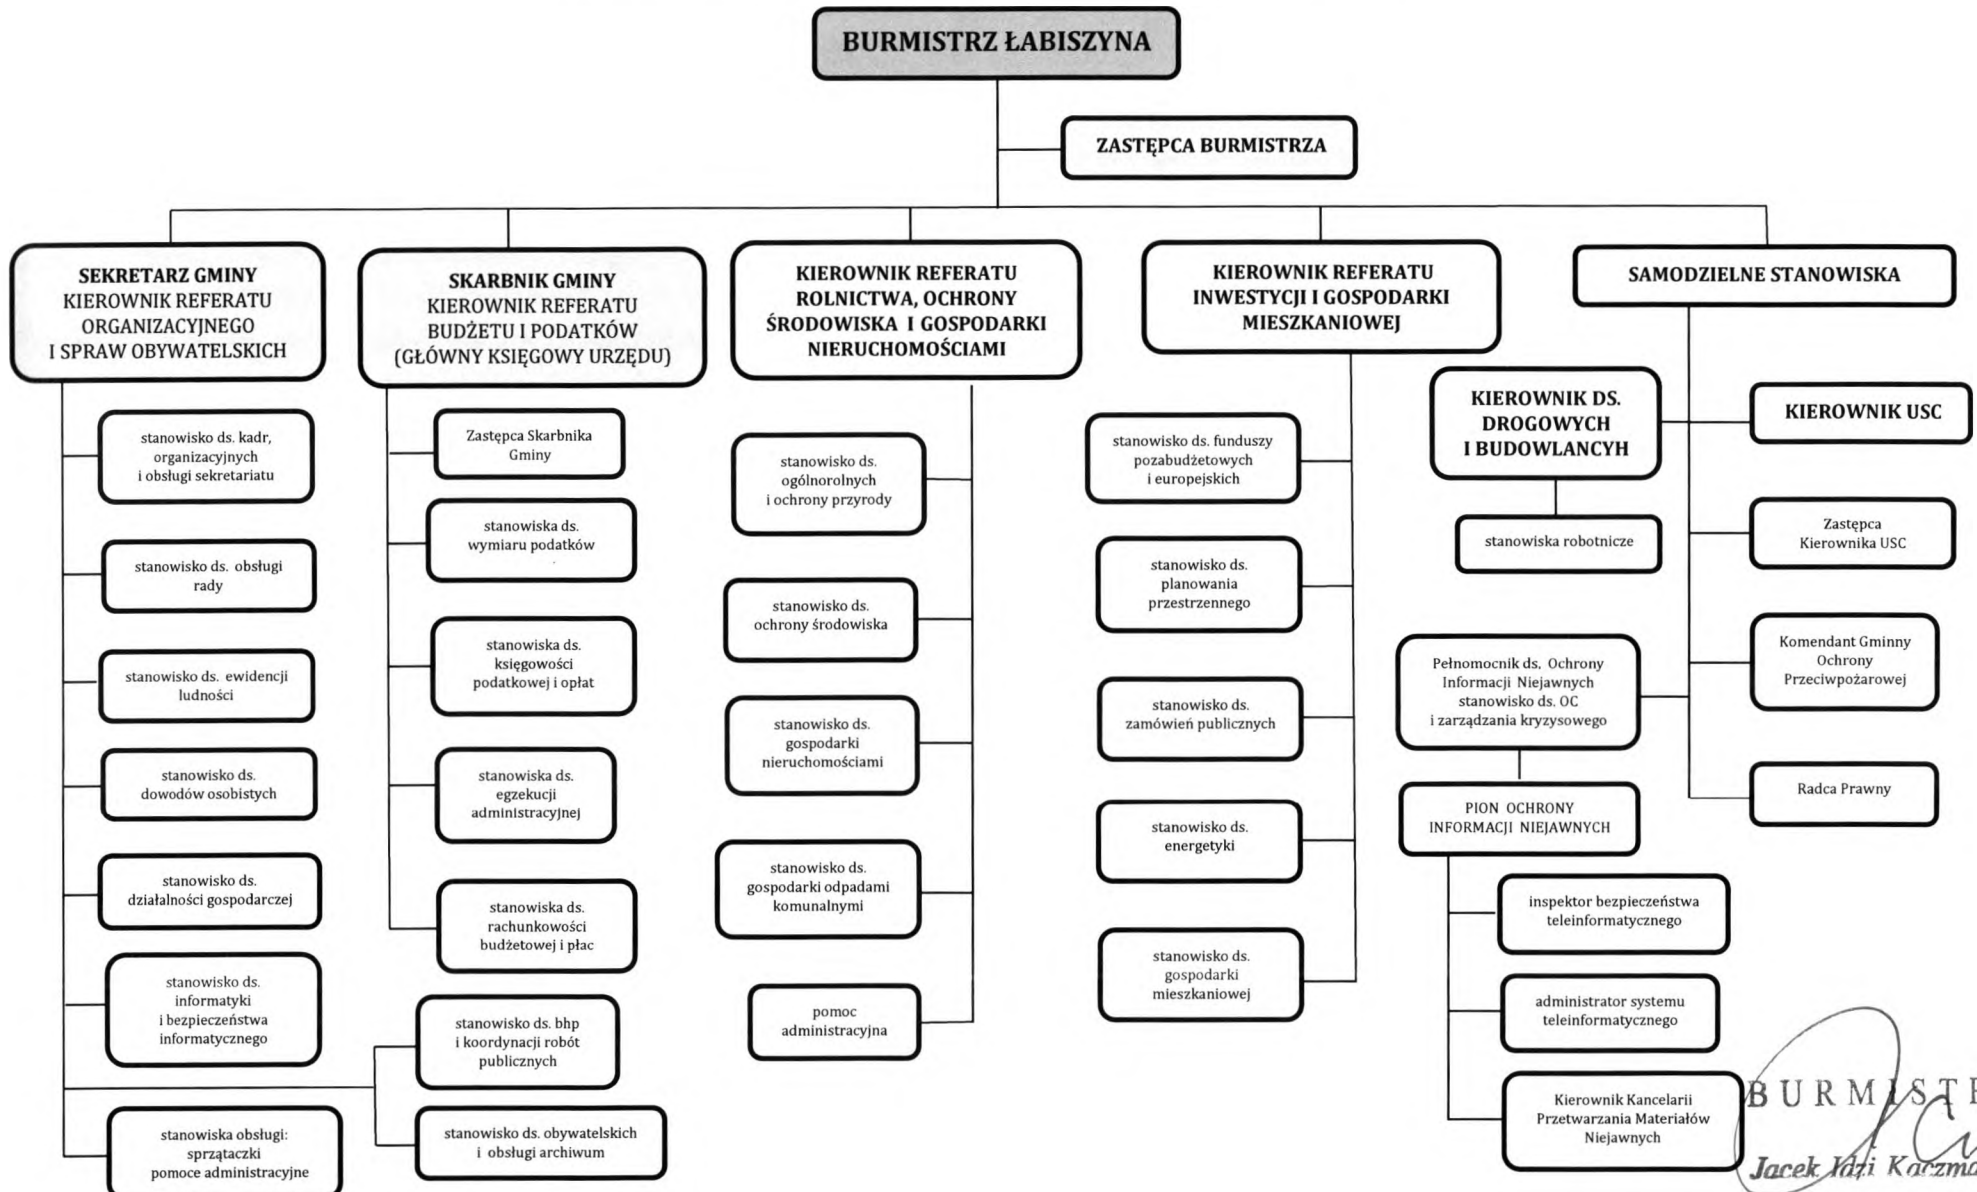 BURMISTRZ ŁABISZYNA
ZASTĘPCA BURMISTRZA
SEKRETARZ GMINY
KIEROWNIK REFERATU
ORGANIZACYJNEGO
I SPRAW OBYWATELSKICH
stanowisko ds. kadr,
organizacyjnych
i obsługi sekretariatu
stanowisko ds. obsługi
rady
stanowisko ds. ewidencji
ludności
stanowisko ds.
dowodów osobistych
stanowisko ds.
działalności gospodarczej
stanowisko ds.
informatyki
i bezpieczeństwa
informatycznego
stanowiska obsługi:
sprzątaczki
pomoce administracyjne
stanowisko ds. bhp
i koordynacji robót
publicznych
stanowisko ds. obywatelskich
i obsługi archiwum
SKARBNIK GMINY
KIEROWNIK REFERATU
BUDŻETU I PODATKÓW
(GŁÓWNY KSIĘGOWY URZĘDU)
Zastępca Skarbnika
Gminy
stanowiska ds.
wymiaru podatków
stanowiska ds.
księgowości
podatkowej i opłat
stanowiska ds.
egzekucji
administracyjnej
stanowiska ds.
rachunkowości
budżetowej i płac
KIEROWNIK REFERATU
ROLNICTWA, OCHRONY
ŚRODOWISKA I GOSPODARKI
NIERUCHOMOŚCIAMI
stanowisko ds.
ogólnorolnych
i ochrony przyrody
stanowisko ds.
ochrony środowiska
stanowisko ds.
gospodarki
nieruchomościami
stanowisko ds.
gospodarki odpadami
komunalnymi
pomoc
administracyjna
KIEROWNIK REFERATU
INWESTYCJI I GOSPODARKI
MIESZKANIOWEJ
stanowisko ds. funduszy
pozabudżetowych
i europejskich
stanowisko ds.
planowania
przestrzennego
stanowisko ds.
zamówień publicznych
stanowisko ds.
energetyki
stanowisko ds.
gospodarki
mieszkaniowej
SAMODZIELNE STANOWISKA
KIEROWNIK DS.
DROGOWYCH
I BUDOWLANCYH
stanowiska robotnicze
KIEROWNIK USC
Zastępca
Kierownika USC
Komendant Gminny
Ochrony
Przeciwpożarowej
Radca Prawny
Pełnomocnik ds. Ochrony
Informacji Niejawnych
stanowisko ds. OC
i zarządzania kryzysowego
PION OCHRONY
INFORMACJI NIEJAWNYCH
inspektor bezpieczeństwa
teleinformatycznego
administrator systemu
teleinformatycznego
Kierownik Kancelarii
Przetwarzania Materiałów
Niejawnych
Jacek Idzi